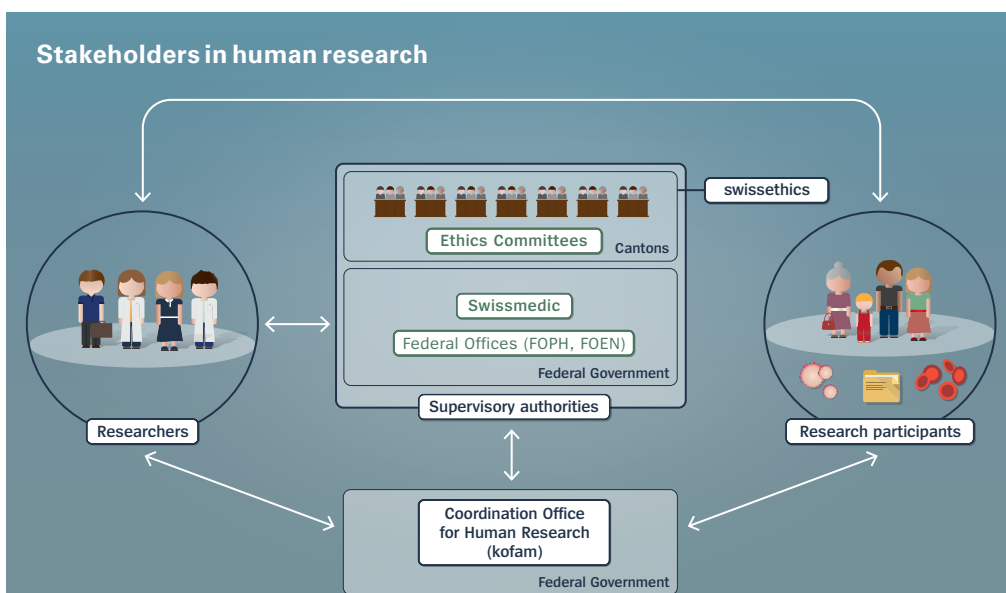 Stakeholders in human research
swissethics
Ethics Committees
Cantons
Swissmedic
Federal Offices (FOPH, FOEN)
Federal Government
Supervisory authorities
Researchers
Research participants
Coordination Office
for Human Research
(kofam)
Federal Government